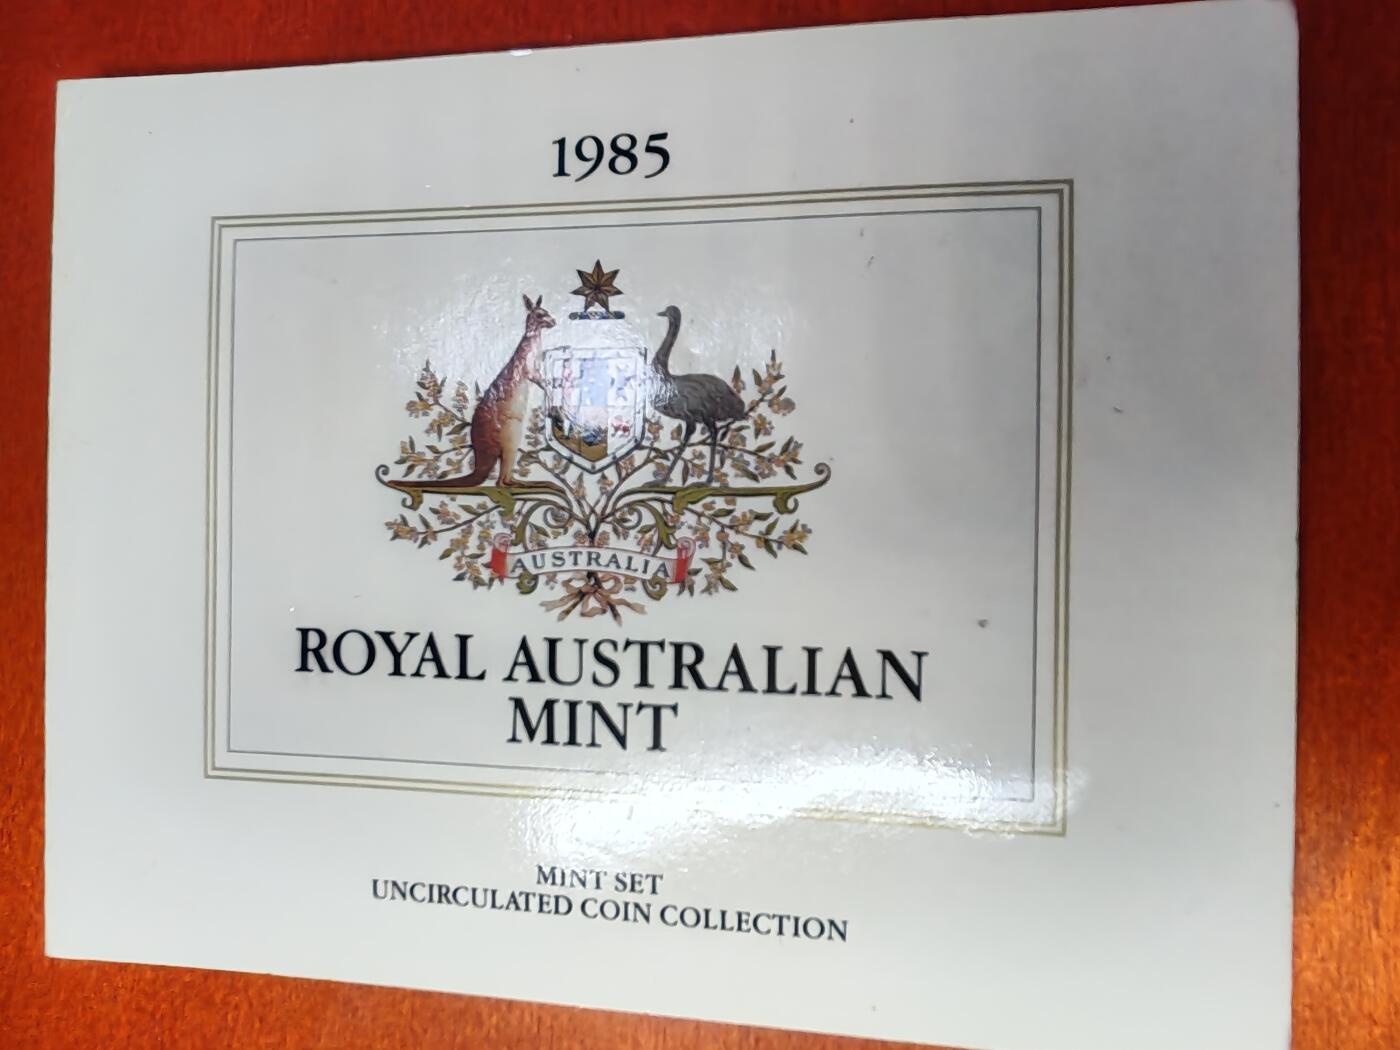 1985
AUSTRALIA
ROYAL AUSTRALIAN
MINT
MINT SET
UNCIRCULATED COIN COLLECTION